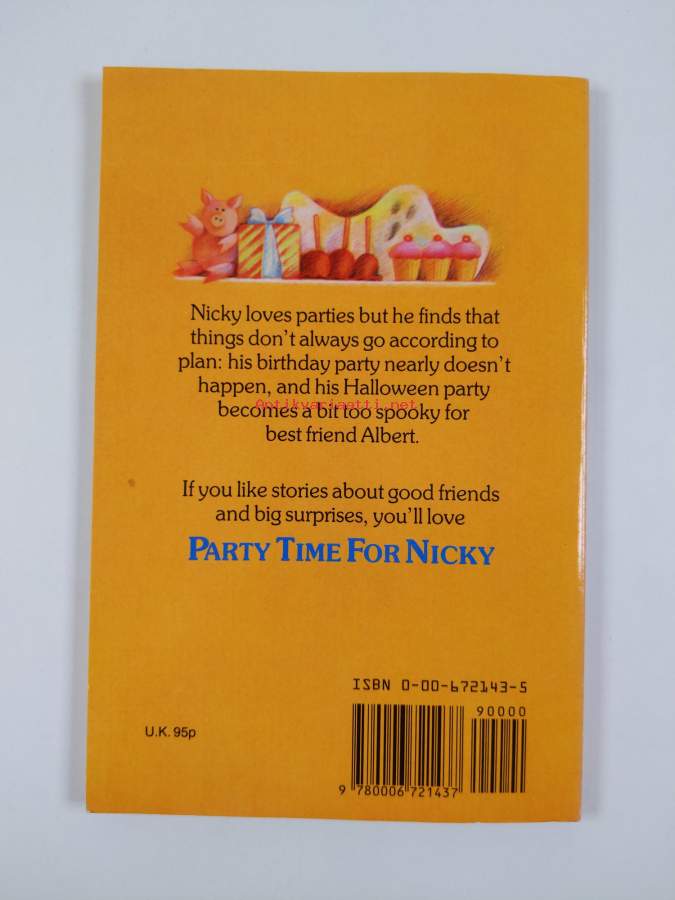 Nicky loves parties but he finds that
things don't always go according to
plan: his birthday party nearly doesn't
happen, and his Halloween party
Antikvariaatti.net
becomes a bit too spooky for
best friend Albert.
If you like stories about good friends
and big surprises, you'll love
PARTY TIME FOR NICKY
ISBN 0-00-672143-5
90000
U.K. 95p
9 780006 721437